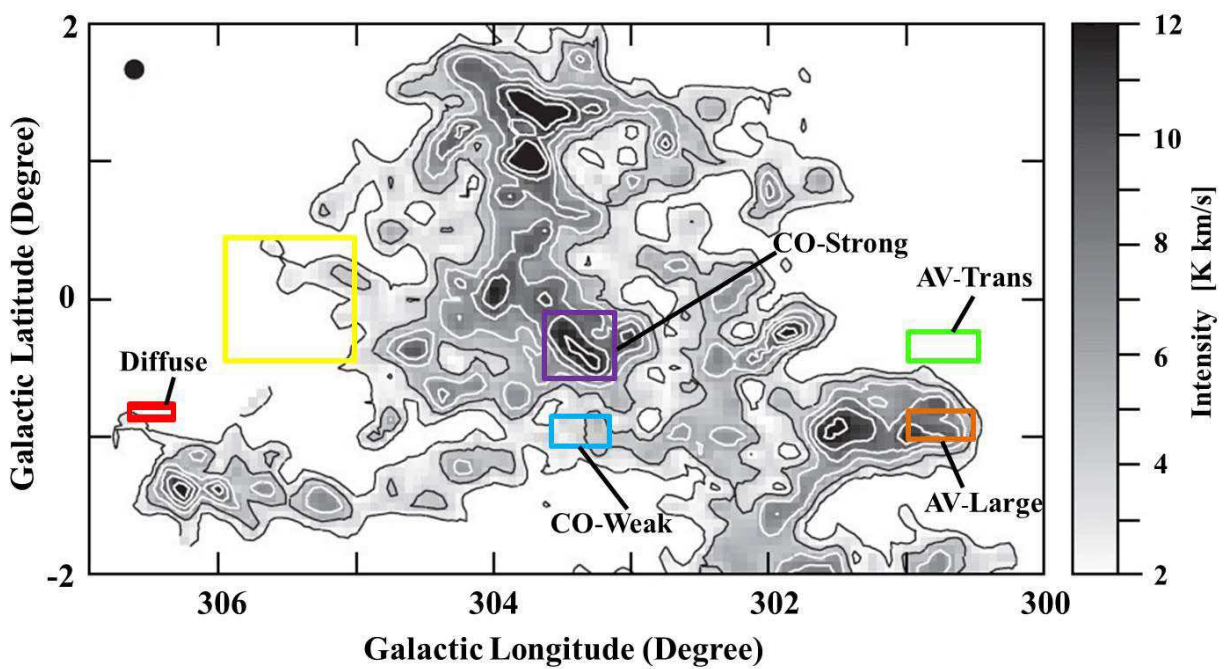 2
0
-2
Galactic Latitude (Degree)
Diffuse
CO-Strong
AV-Trans
CO-Weak
AV-Large
306
304
302
300
Galactic Longitude (Degree)
12
10
8
6
4
2
Intensity [K km/s]